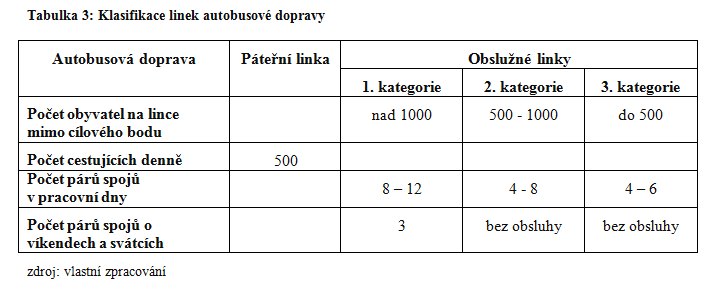 Tabulka 3: Klasifikace linek autobusové dopravy
Autobusová doprava Páteřní linka Obslužné linky
1. kategorie 2. kategorie 3. kategorie
Počet obyvatel na lince
mimo cílového bodu nad 1000 500 - 1000 do 500
Počet cestujících denně 500
Počet párů spojů
v pracovní dny 8 – 12 4 - 8 4 – 6
Počet párů spojů o
víkendech a svátcích 3 bez obsluhy bez obsluhy
zdroj: vlastní zpracování